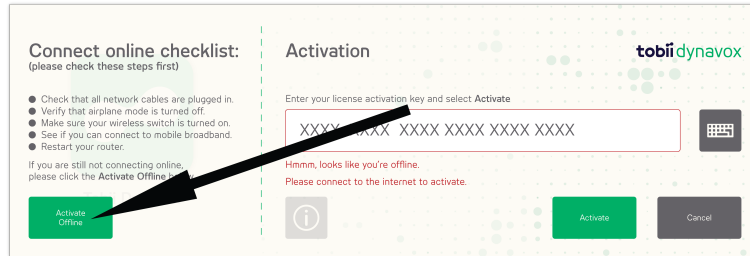 Connect online checklist:
(please check these steps first)
Check that all network cables are plugged in.
Verify that airplane mode is turned off.
Make sure your wireless switch is turned on.
See if you can connect to mobile broadband.
Restart your router.
If you are still not connecting online,
please click the Activate Offline
Activate
Offline
Activation
tobii dynavox
Enter your license activation key and select Activate
XXXX XXXX XXXX XXXX XXXX XXXX
Hmmm, looks like you're offline.
Please connect to the internet to activate.
Activate
Cancel